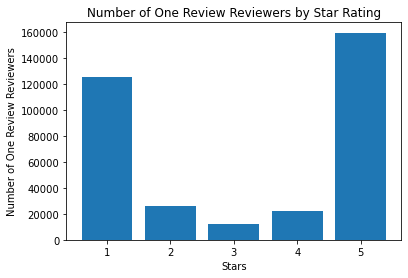 Number of One Review Reviewers by Star Rating
Number of One Review Reviewers
160000
140000
120000
100000
80000
60000
40000
20000
0
1 2 3 4 5
Stars